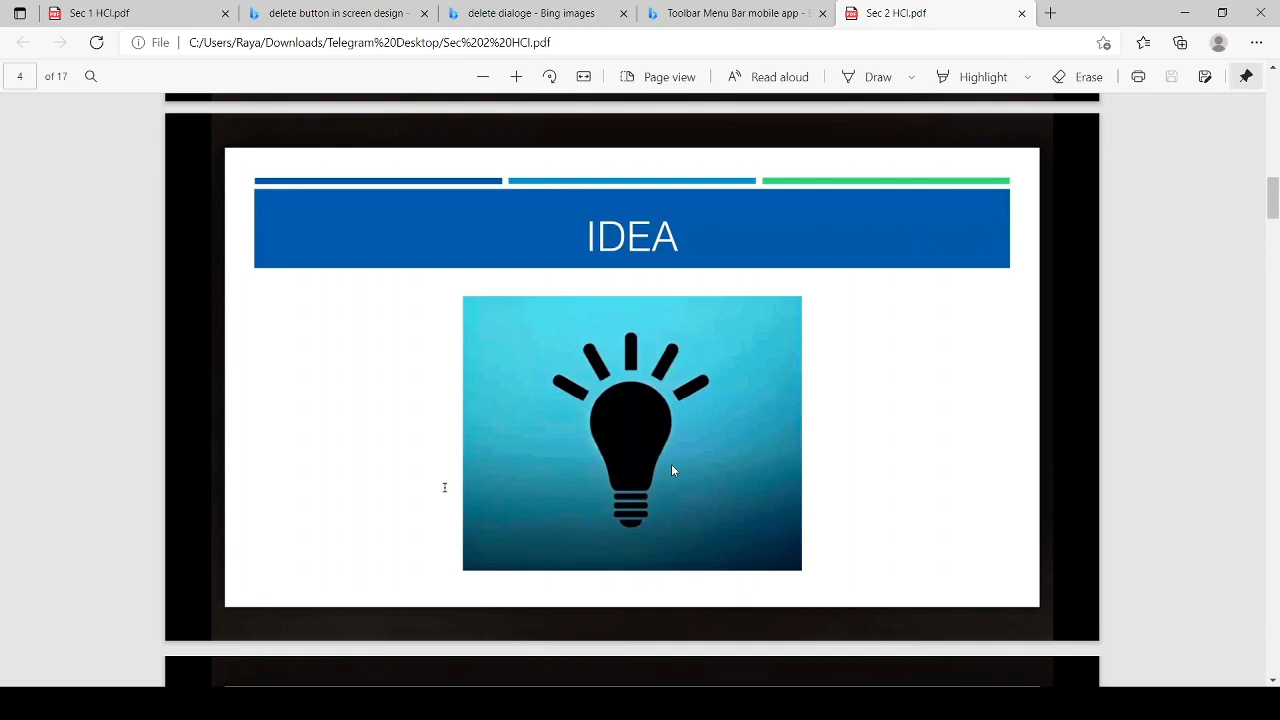 Sec 1 HCI.pdf
delete button in screen design -
delete dialoge - Bing images
Toolbar Menu Bar mobile app - B
Sec 2 HCI.pdf
File C:/Users/Raya/Downloads/Telegram%20Desktop/Sec%202%20HCI.pdf
4 of 17
Page view
Read aloud
Draw
Highlight
Erase
IDEA